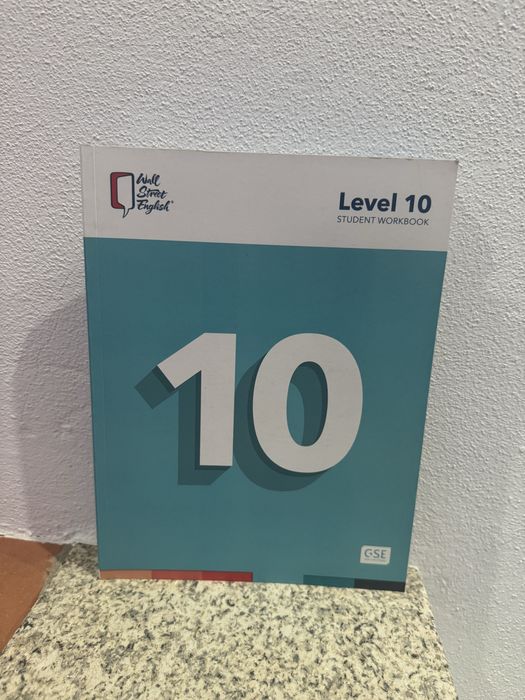 Wall
Street
English®
Level 10
STUDENT WORKBOOK
10
GSE